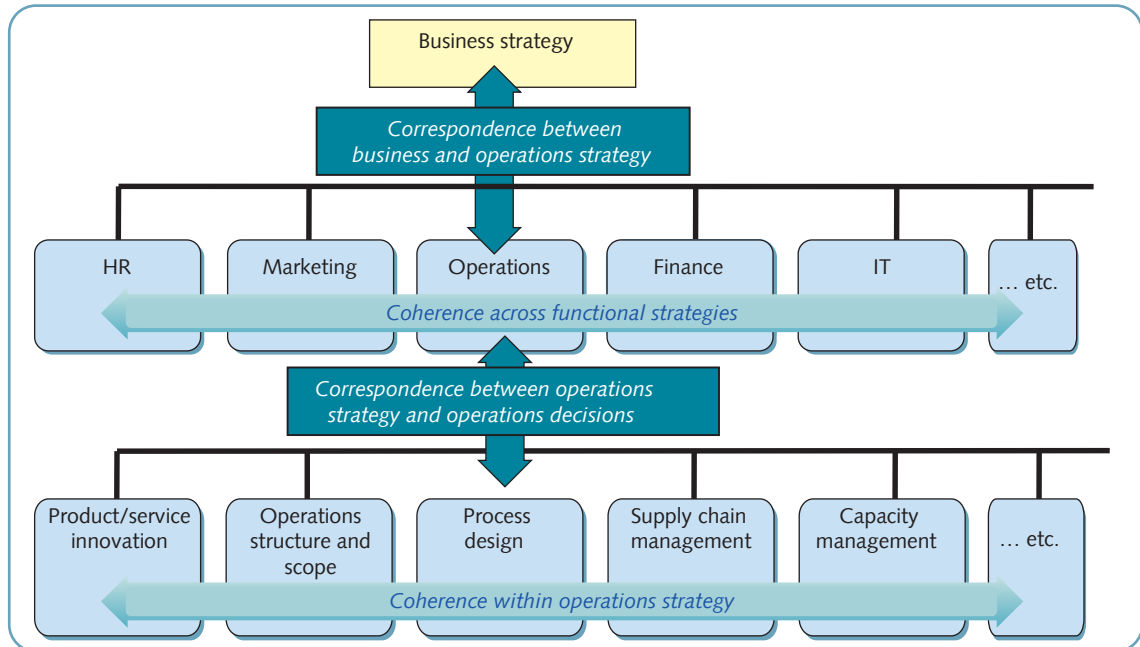 Business strategy
Correspondence between
business and operations strategy
HR
Marketing
Operations
Finance
IT
... etc.
Coherence across functional strategies
Correspondence between operations
strategy and operations decisions
Product/service
innovation
Operations
structure and
scope
Process
design
Supply chain
management
Capacity
management
... etc.
Coherence within operations strategy